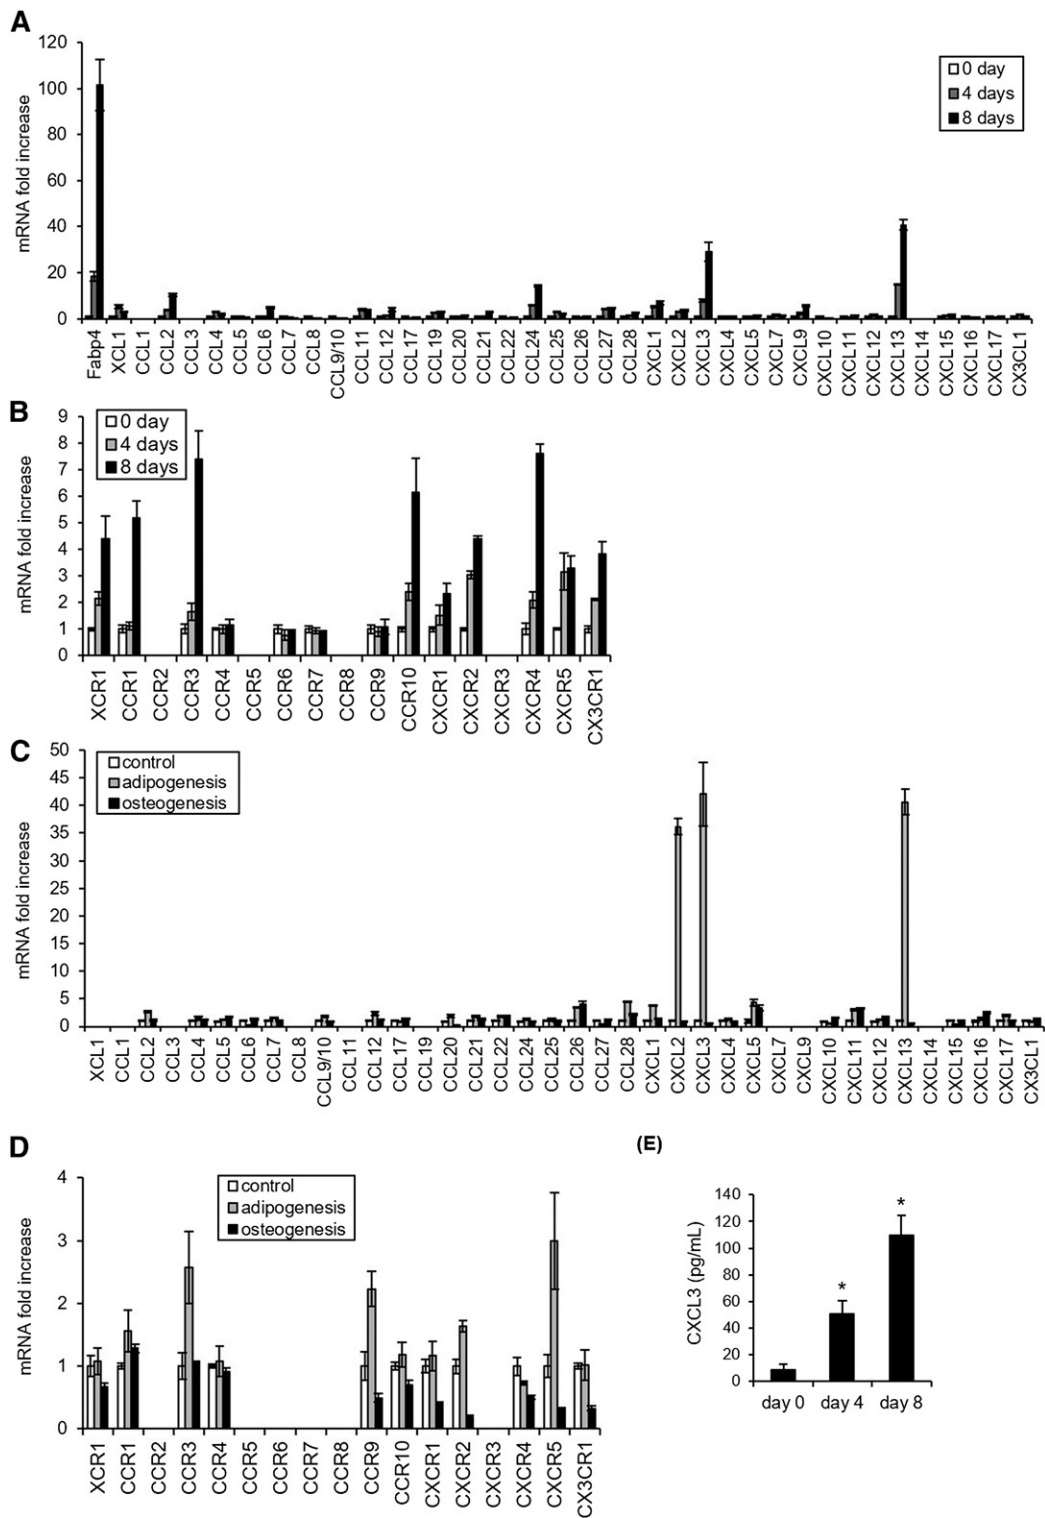 A
120
100
80
60
40
20
0
mRNA fold increase
0 day
4 days
8 days
Fabp4
XCL1
CCL1
CCL2
CCL3
CCL4
CCL5
CCL6
CCL7
CCL8
CCL9/10
CCL11
CCL12
CCL17
CCL19
CCL20
CCL21
CCL22
CCL24
CCL25
CCL26
CCL27
CCL28
CXCL1
CXCL2
CXCL3
CXCL4
CXCL5
CXCL7
CXCL9
CXCL10
CXCL11
CXCL12
CXCL13
CXCL14
CXCL15
CXCL16
CXCL17
CX3CL1
B
9
8
7
6
5
4
3
2
1
0
mRNA fold increase
0 day
4 days
8 days
XCR1
CCR1
CCR2
CCR3
CCR4
CCR5
CCR6
CCR7
CCR8
CCR9
CCR10
CXCR1
CXCR2
CXCR3
CXCR4
CXCR5
CX3CR1
C
50
45
40
35
30
25
20
15
10
5
0
mRNA fold increase
control
adipogenesis
osteogenesis
XCL1
CCL1
CCL2
CCL3
CCL4
CCL5
CCL6
CCL7
CCL8
CCL9/10
CCL11
CCL12
CCL17
CCL19
CCL20
CCL21
CCL22
CCL24
CCL25
CCL26
CCL27
CCL28
CXCL1
CXCL2
CXCL3
CXCL4
CXCL5
CXCL7
CXCL9
CXCL10
CXCL11
CXCL12
CXCL13
CXCL14
CXCL15
CXCL16
CXCL17
CX3CL1
D
4
3
2
1
0
mRNA fold increase
control
adipogenesis
osteogenesis
XCR1
CCR1
CCR2
CCR3
CCR4
CCR5
CCR6
CCR7
CCR8
CCR9
CCR10
CXCR1
CXCR2
CXCR3
CXCR4
CXCR5
CX3CR1
(E)
140
120
100
80
60
40
20
0
CXCL3 (pg/mL)
*
*
day 0 day 4 day 8